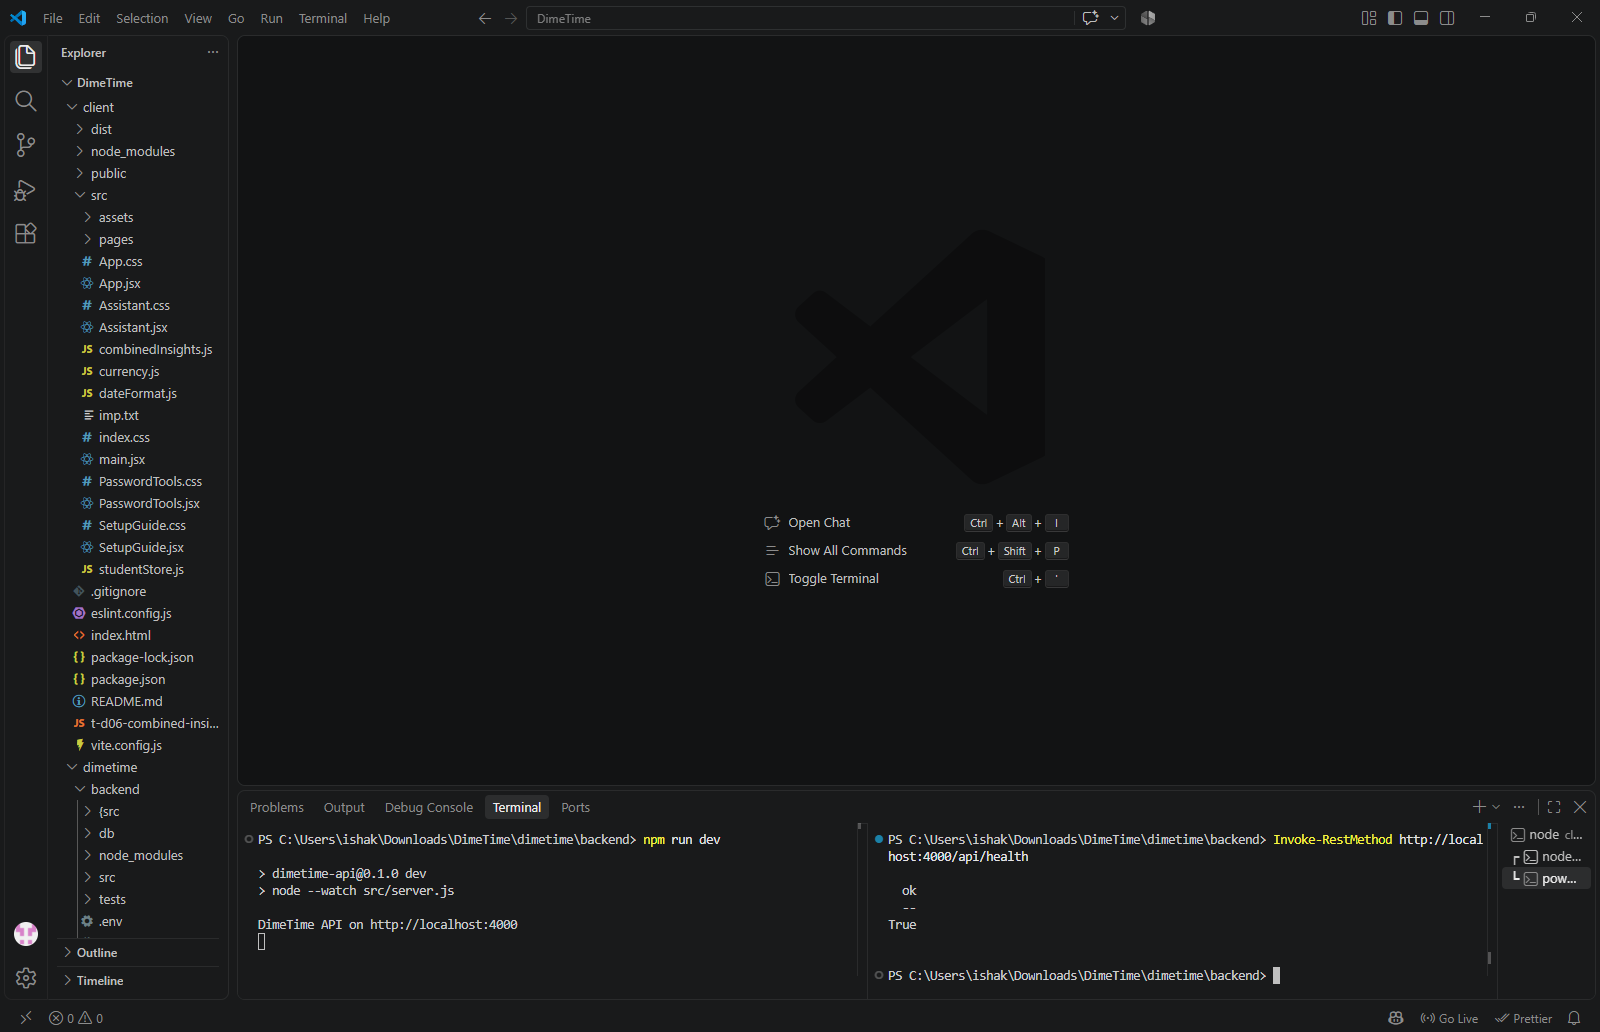 File Edit Selection View Go Run Terminal Help
DimeTime
Explorer
DimeTime
client
dist
node_modules
public
src
assets
pages
# App.css
App.jsx
# Assistant.css
Assistant.jsx
JS combinedInsights.js
JS currency.js
JS dateFormat.js
imp.txt
# index.css
main.jsx
# PasswordTools.css
PasswordTools.jsx
# SetupGuide.css
SetupGuide.jsx
JS studentStore.js
.gitignore
eslint.config.js
<> index.html
{} package-lock.json
{} package.json
README.md
JS t-d06-combined-insi...
vite.config.js
dimetime
backend
{src
db
node_modules
src
tests
.env
Outline
Timeline
Open Chat Ctrl + Alt + I
Show All Commands Ctrl + Shift + P
Toggle Terminal Ctrl + '
Problems Output Debug Console Terminal Ports
PS C:\Users\ishak\Downloads\DimeTime\dimetime\backend> npm run dev
> dimetime-api@0.1.0 dev
> node --watch src/server.js
DimeTime API on http://localhost:4000
PS C:\Users\ishak\Downloads\DimeTime\dimetime\backend> Invoke-RestMethod http://local
host:4000/api/health
ok
--
True
PS C:\Users\ishak\Downloads\DimeTime\dimetime\backend>
node cl...
node...
pow...
0 0
Go Live Prettier